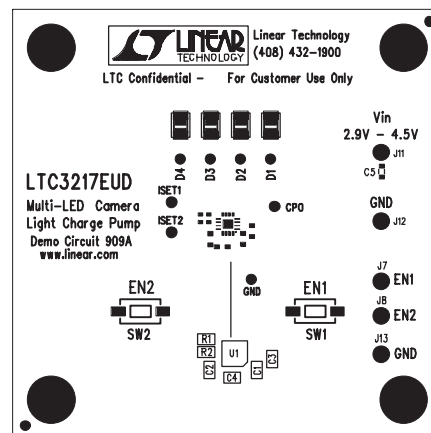 LINEAR
TECHNOLOGY
Linear Technology
(408) 432-1900
LTC Confidential - For Customer Use Only
Vin
2.9V - 4.5V
J11
C5
D4 D3 D2 D1
LTC3217EUD
Multi-LED Camera
Light Charge Pump
Demo Circuit 909A
www.linear.com
ISET1
ISET2
CPO
GND
J12
GND
J7
EN1
J8
EN2
J13
GND
EN2
SW2
EN1
SW1
R1
R2
C2
U1
C4
C1
C3